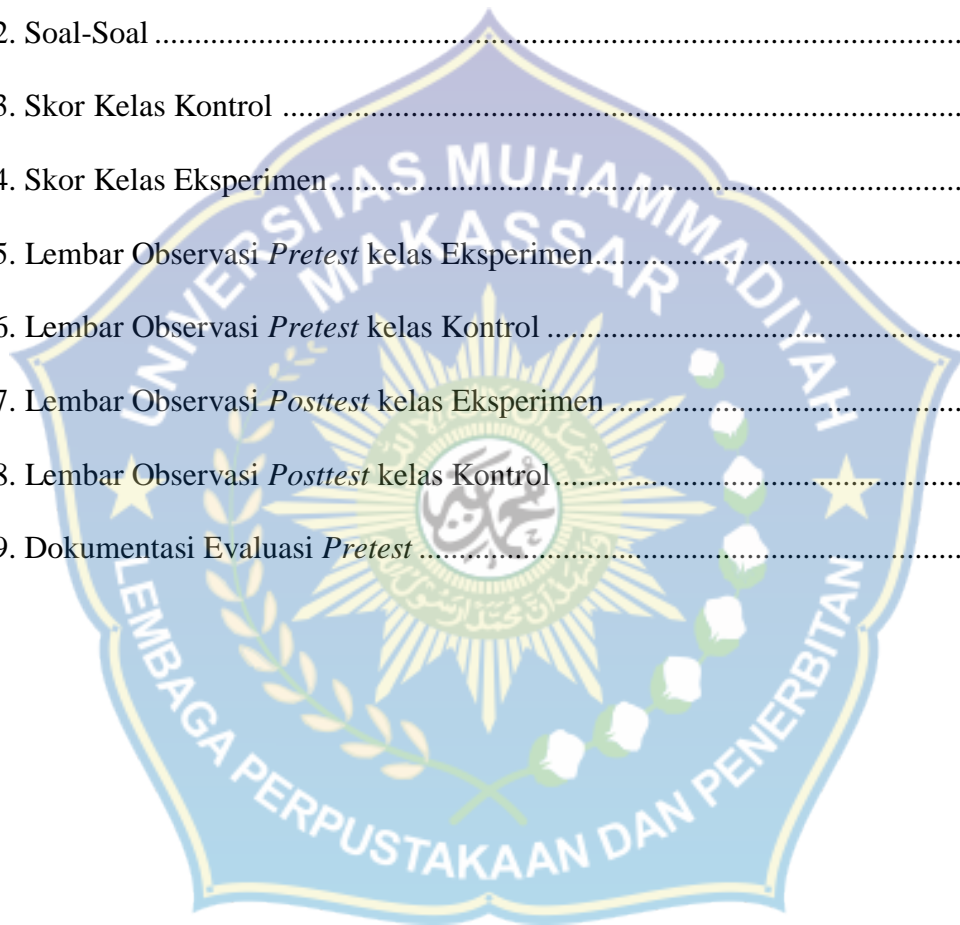 2. Soal-Soal ....................................................................................
3. Skor Kelas Kontrol ....................................................................................
4. Skor Kelas Eksperimen....................................................................................
5. Lembar Observasi Pretest kelas Eksperimen..............................................
6. Lembar Observasi Pretest kelas Kontrol ....................................................
7. Lembar Observasi Posttest kelas Eksperimen ............................................
8. Lembar Observasi Posttest kelas Kontrol...................................................
9. Dokumentasi Evaluasi Pretest ....................................................................
UNIVERSITAS MUHAMMADIYAH
MAKASSAR
LEMBAGA PERPUSTAKAAN DAN PENERBITAN